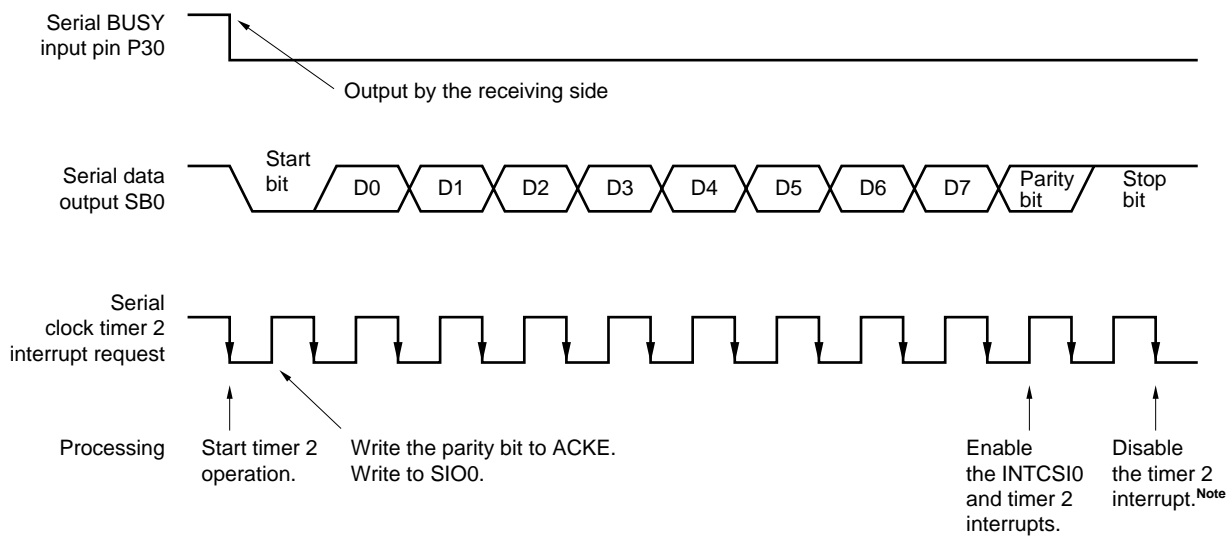 Serial BUSY
input pin P30
Output by the receiving side
Serial data
output SB0
Start
bit
D0
D1
D2
D3
D4
D5
D6
D7
Parity
bit
Stop
bit
Serial
clock timer 2
interrupt request
Processing
Start timer 2
operation.
Write the parity bit to ACKE.
Write to SIO0.
Enable
the INTCSI0
and timer 2
interrupts.
Disable
the timer 2
interrupt.Note